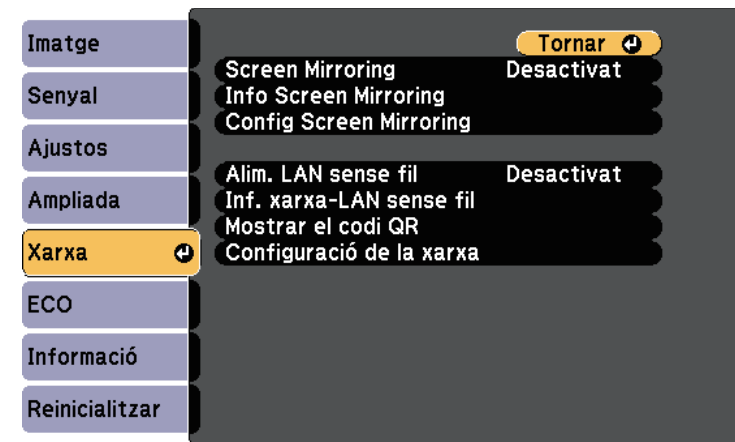 Imatge
Senyal
Ajustos
Ampliada
Xarxa
ECO
Informació
Reinicialitzar
Tornar
Screen Mirroring Desactivat
Info Screen Mirroring
Config Screen Mirroring
Alim. LAN sense fil Desactivat
Inf. xarxa-LAN sense fil
Mostrar el codi QR
Configuració de la xarxa